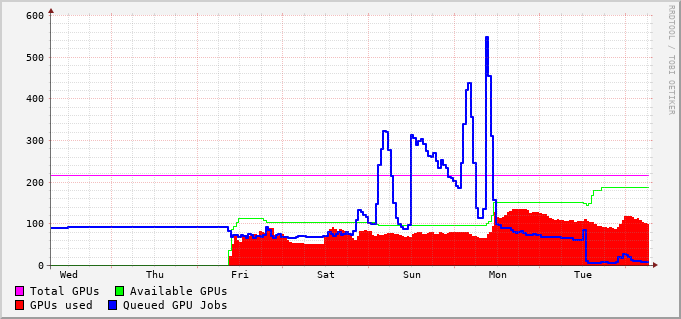 600
500
400
300
200
100
0
Wed Thu Fri Sat Sun Mon Tue
Total GPUs Available GPUs
GPUs used Queued GPU Jobs
RRDTOOL / TOBI OETIKER